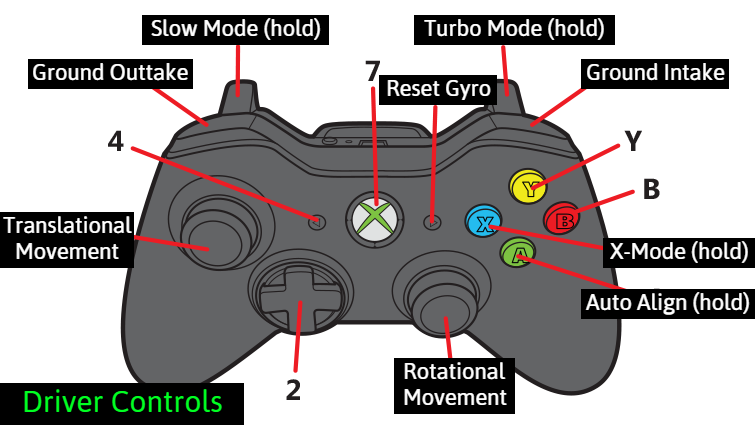 Slow Mode (hold)
Turbo Mode (hold)
Ground Outtake
7
Reset Gyro
Ground Intake
4
Y
Y
B
B
X
Translational
Movement
X-Mode (hold)
A
Auto Align (hold)
2
Rotational
Movement
Driver Controls